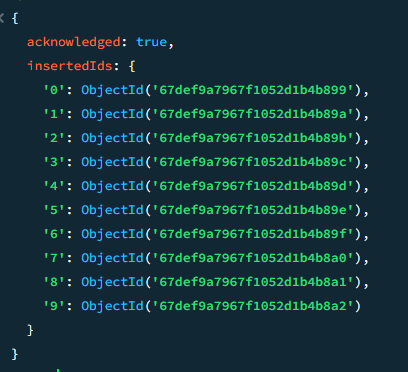 {
acknowledged: true,
insertedIds: {
'0': ObjectId('67def9a7967f1052d1b4b899'),
'1': ObjectId('67def9a7967f1052d1b4b89a'),
'2': ObjectId('67def9a7967f1052d1b4b89b'),
'3': ObjectId('67def9a7967f1052d1b4b89c'),
'4': ObjectId('67def9a7967f1052d1b4b89d'),
'5': ObjectId('67def9a7967f1052d1b4b89e'),
'6': ObjectId('67def9a7967f1052d1b4b89f'),
'7': ObjectId('67def9a7967f1052d1b4b8a0'),
'8': ObjectId('67def9a7967f1052d1b4b8a1'),
'9': ObjectId('67def9a7967f1052d1b4b8a2')
}
}